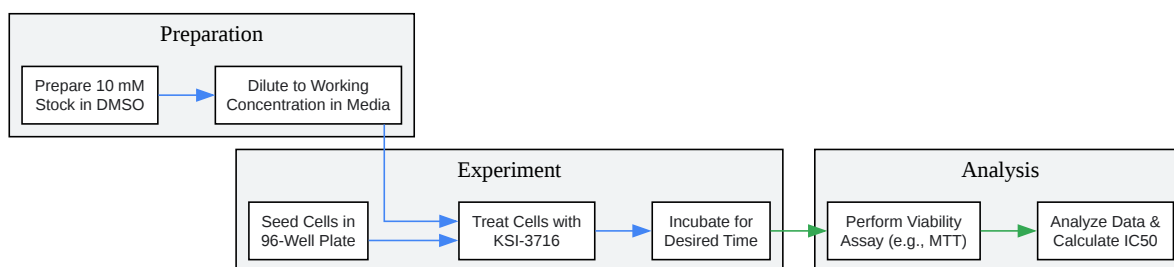 Preparation
Prepare 10 mM
Stock in DMSO
Dilute to Working
Concentration in Media
Experiment
Seed Cells in
96-Well Plate
Treat Cells with
KSI-3716
Incubate for
Desired Time
Analysis
Perform Viability
Assay (e.g., MTT)
Analyze Data &
Calculate IC50